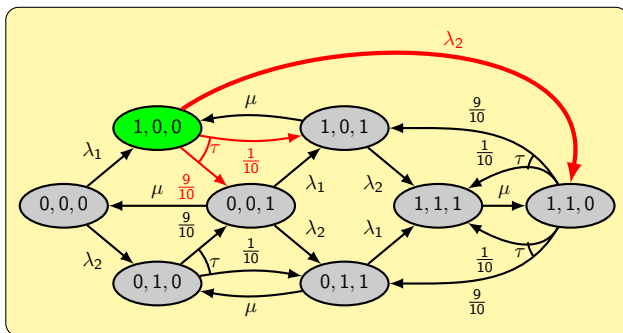 λ₂
μ
9/10
1, 0, 0
1, 0, 1
τ
1/10
1/10
τ
λ₁
9/10
λ₁
λ₂
μ
μ
0, 0, 0
0, 0, 1
1, 1, 1
1, 1, 0
9/10
λ₂
1/10
λ₂
λ₁
τ
τ
1/10
0, 1, 0
0, 1, 1
μ
9/10